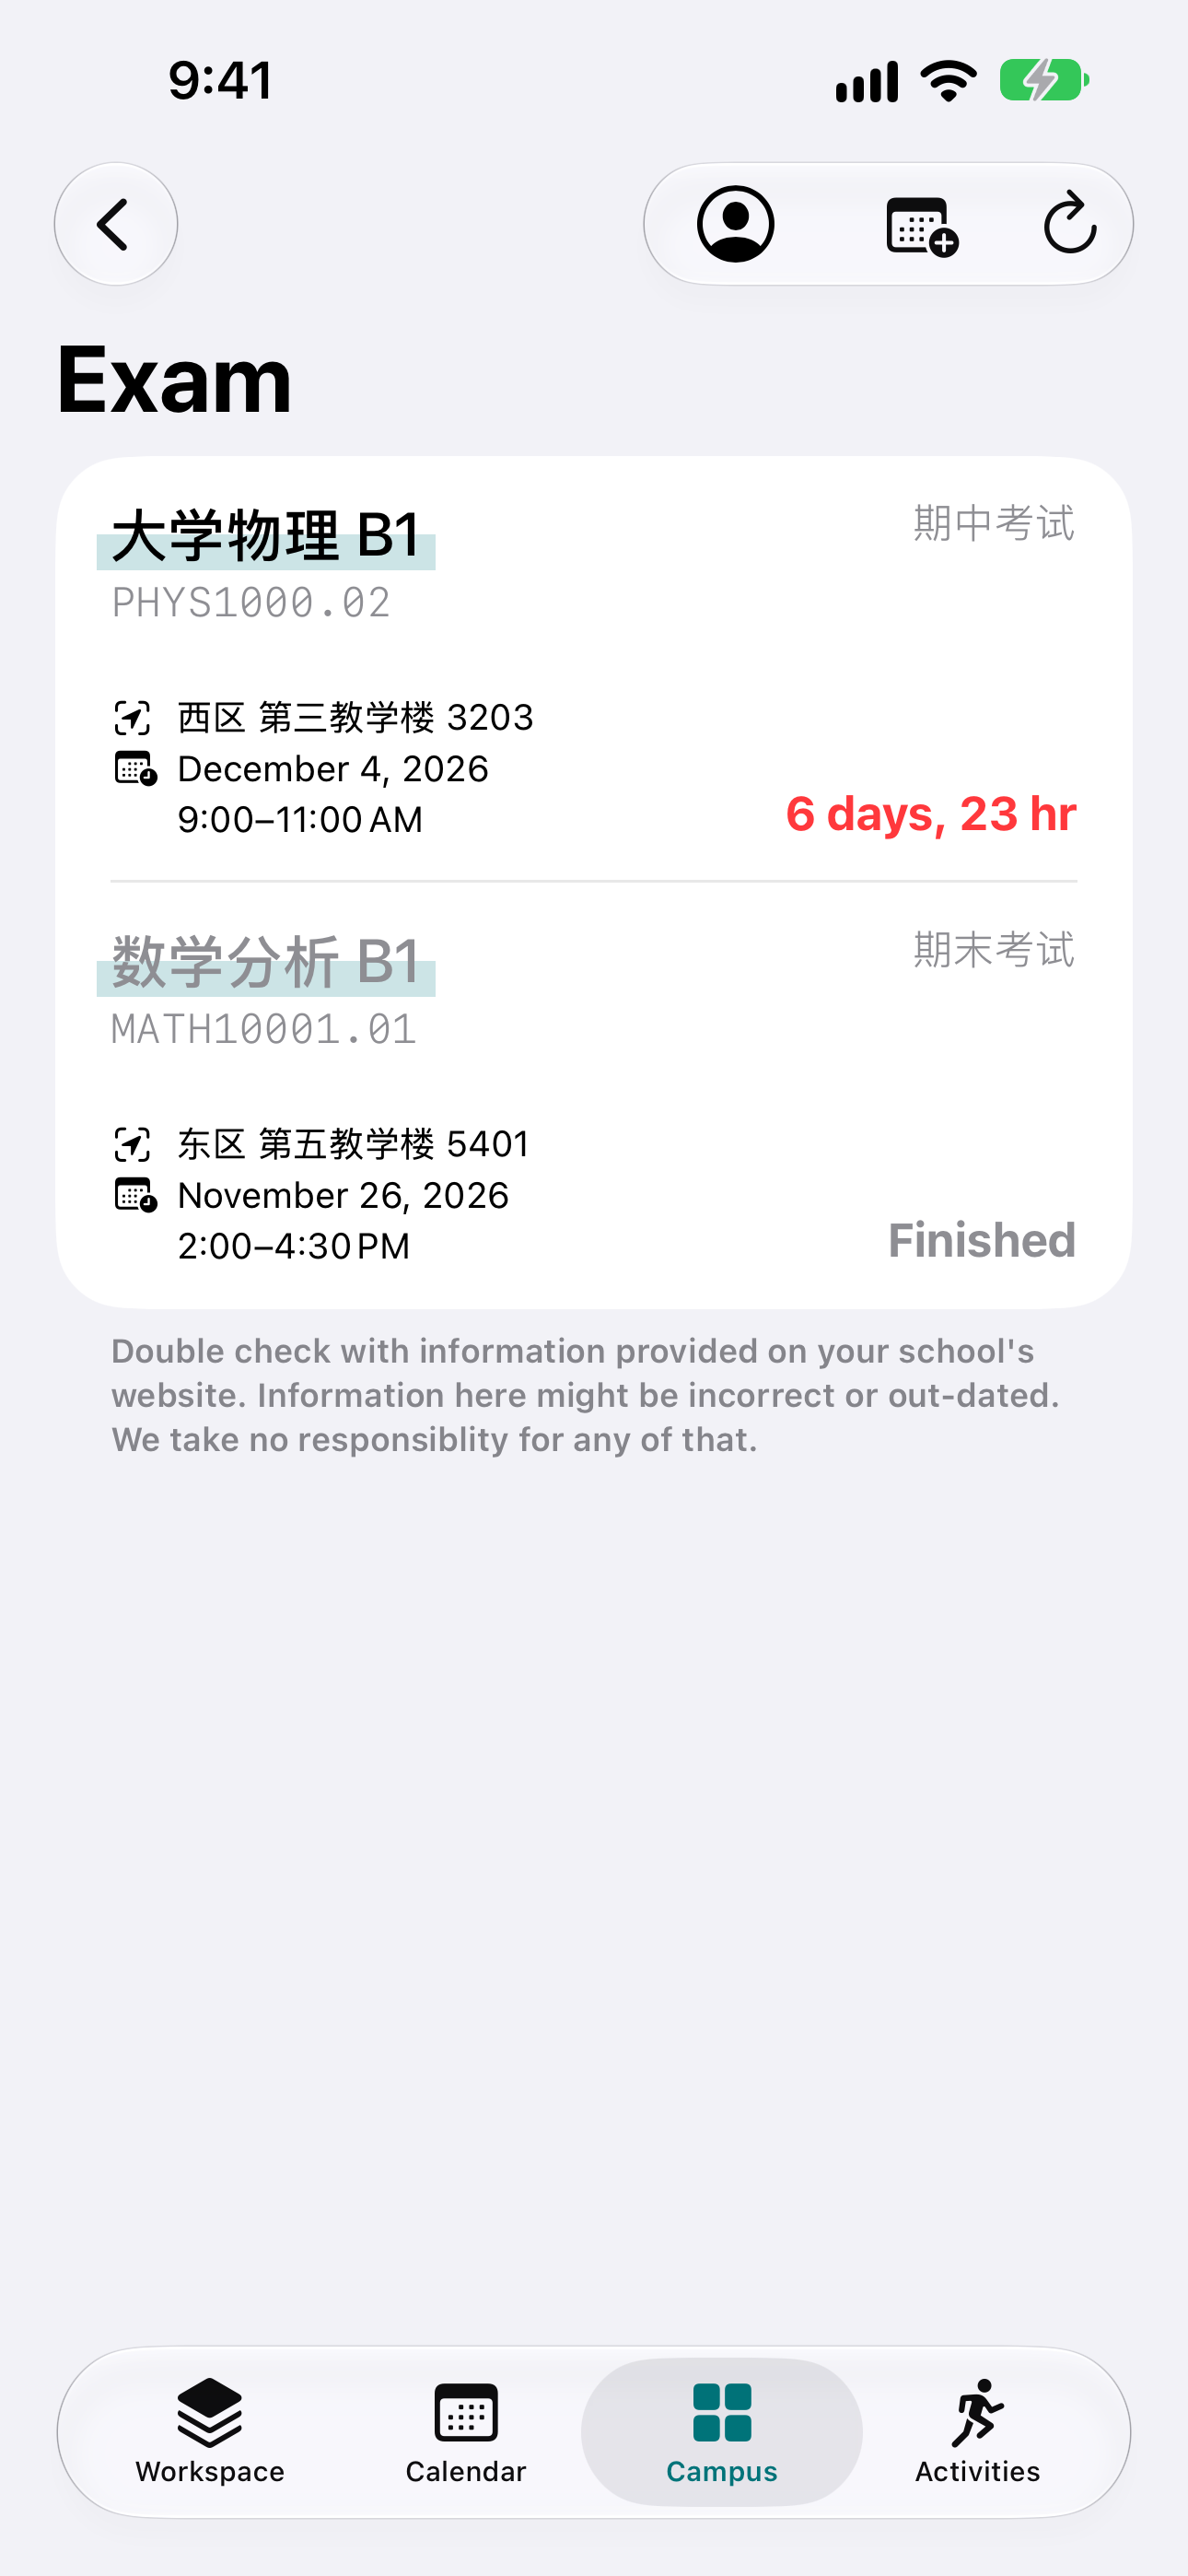 9:41
Exam
大学物理 B1
期中考试
PHYS1000.02
西区 第三教学楼 3203
December 4, 2026
9:00–11:00 AM
6 days, 23 hr
数学分析 B1
期末考试
MATH10001.01
东区 第五教学楼 5401
November 26, 2026
2:00–4:30 PM
Finished
Double check with information provided on your school's
website. Information here might be incorrect or out-dated.
We take no responsiblity for any of that.
Workspace
Calendar
Campus
Activities